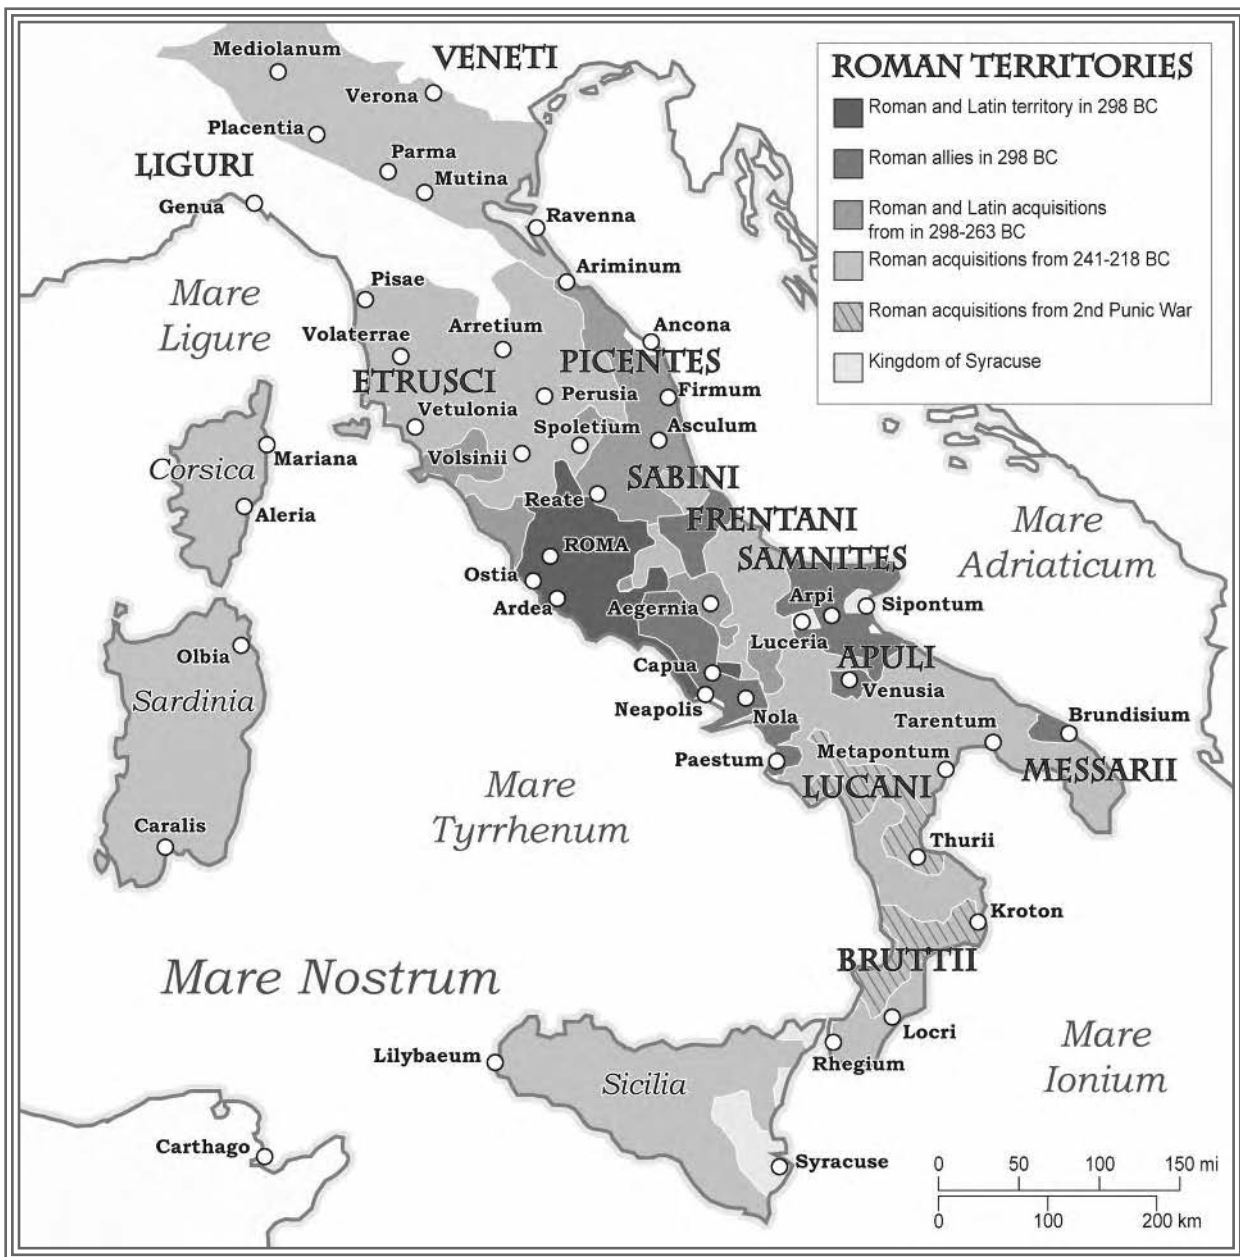 Mediolanum
VENETI
Verona
Placentia
Parma
LIGURI
Mutina
Genua
Ravenna
Ariminum
Pisae
Mare
Ligure
Volaterrae
Arretium
Ancona
PICENTES
ETRUSCI
Perusia
Firmum
Vetulonia
Spoletium
Asculum
Corsica
Mariana
Volsinii
SABINI
Reate
Aleria
FRENTANI
ROMA
SAMNITES
Ostia
Ardea
Aegernia
Arpi
Sipontum
Mare
Adriaticum
Luceria
Olbia
Sardinia
Capua
APULI
Venusia
Neapolis
Nola
Tarentum
Brundisium
Paestum
Metapontum
MESSARII
LUCANI
Mare
Tyrrhenum
Caralis
Thurii
Kroton
Mare Nostrum
BRUTTII
Locri
Rhegium
Lilybaeum
Sicilia
Mare
Ionium
Carthago
Syracuse
ROMAN TERRITORIES
Roman and Latin territory in 298 BC
Roman allies in 298 BC
Roman and Latin acquisitions
from in 298-263 BC
Roman acquisitions from 241-218 BC
Roman acquisitions from 2nd Punic War
Kingdom of Syracuse
0 50 100 150 mi
0 100 200 km